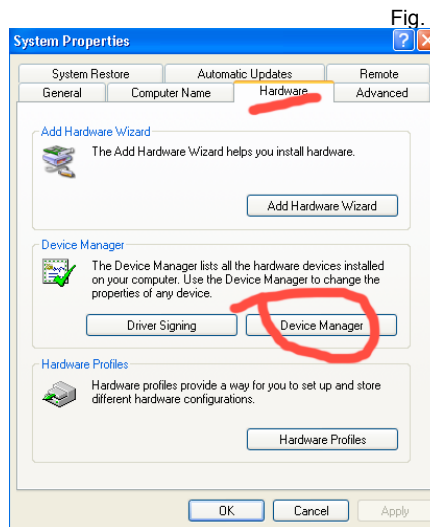 Fig.
System Properties
System Restore Automatic Updates Remote
General Computer Name Hardware Advanced
Add Hardware Wizard
The Add Hardware Wizard helps you install hardware.
Add Hardware Wizard
Device Manager
The Device Manager lists all the hardware devices installed
on your computer. Use the Device Manager to change the
properties of any device.
Driver Signing Device Manager
Hardware Profiles
Hardware profiles provide a way for you to set up and store
different hardware configurations.
Hardware Profiles
OK Cancel Apply